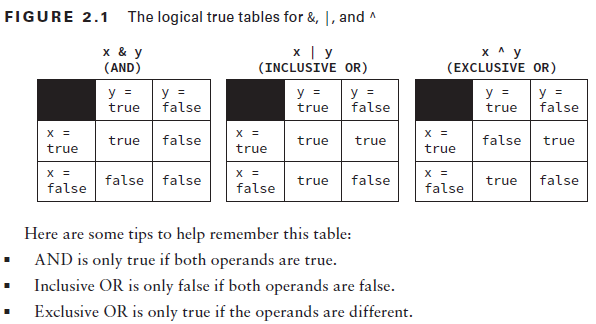 FIGURE 2.1 The logical true tables for &, |, and ^
x & y
(AND)
x | y
(INCLUSIVE OR)
x ^ y
(EXCLUSIVE OR)
y = true y = false
x = true true false
x = false false false
y = true y = false
x = true true true
x = false true false
y = true y = false
x = true false true
x = false true false
Here are some tips to help remember this table:
▪ AND is only true if both operands are true.
▪ Inclusive OR is only false if both operands are false.
▪ Exclusive OR is only true if the operands are different.